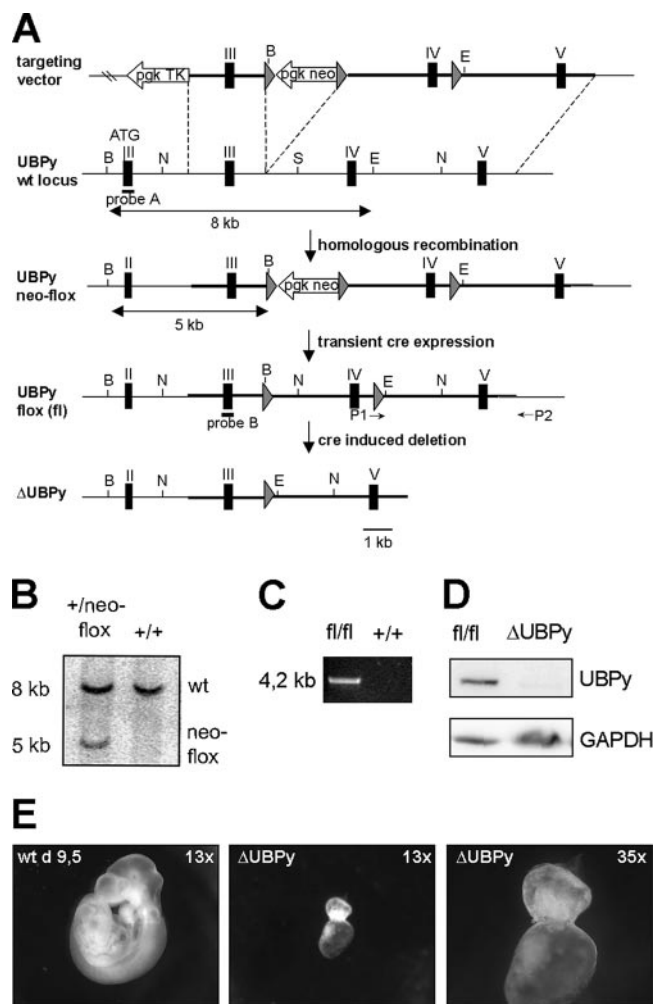 A
targeting vector
III B IV E V
pgk TK pgk neo
UBPy wt locus
ATG
B III N III S IV E N V
probe A
8 kb
homologous recombination
UBPy neo-flox
B II III B IV E V
pgk neo
5 kb
transient cre expression
UBPy flox (fl)
B II N III B N IV E N V
probe B P1 P2
cre induced deletion
ΔUBPy
B II N III E N V
1 kb
B
+/neo-flox +/+
8 kb wt
5 kb neo-flox
C
fl/fl +/+
4,2 kb
D
fl/fl ΔUBPy
UBPy
GAPDH
E
wt d 9,5 13x
ΔUBPy 13x
ΔUBPy 35x